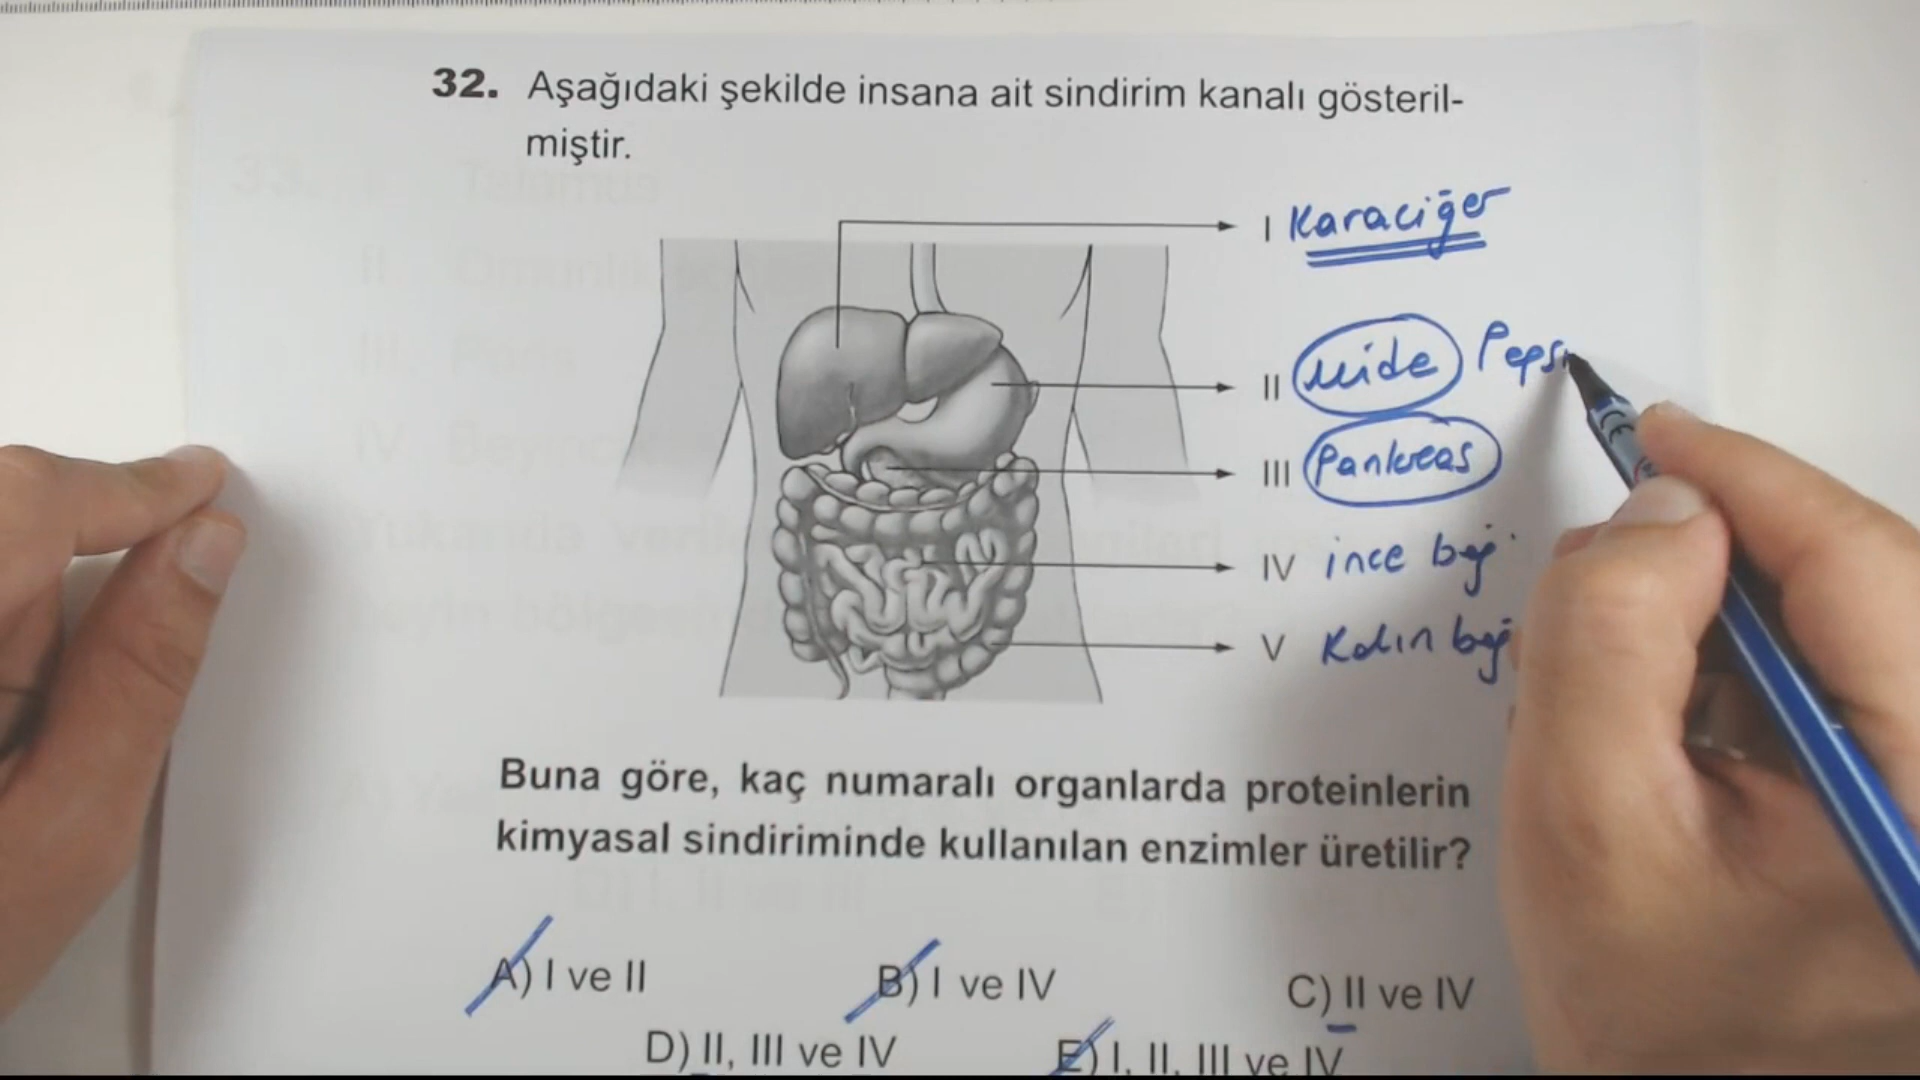 32. Aşağıdaki şekilde insana ait sindirim kanalı gösteril-
miştir.
I Karaciğer
II mide Peps
III Pankreas
IV ince bağ
V Kalın bağ
Buna göre, kaç numaralı organlarda proteinlerin
kimyasal sindiriminde kullanılan enzimler üretilir?
A) I ve II B) I ve IV C) II ve IV
D) II, III ve IV E) I, II, III ve IV